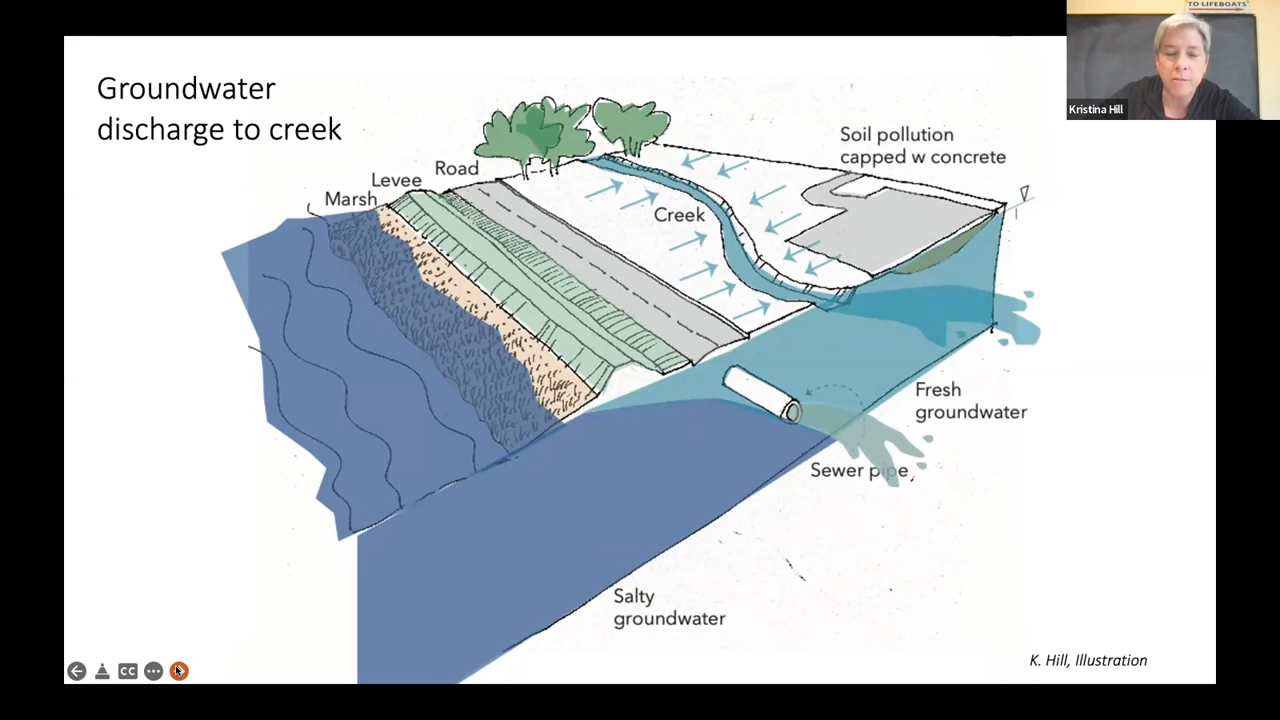 TO LIFEBOATS
Kristina Hill
Groundwater
discharge to creek
Soil pollution
capped w concrete
Road
Levee
Marsh
Creek
Fresh
groundwater
Sewer pipe
Salty
groundwater
CC
K. Hill, Illustration